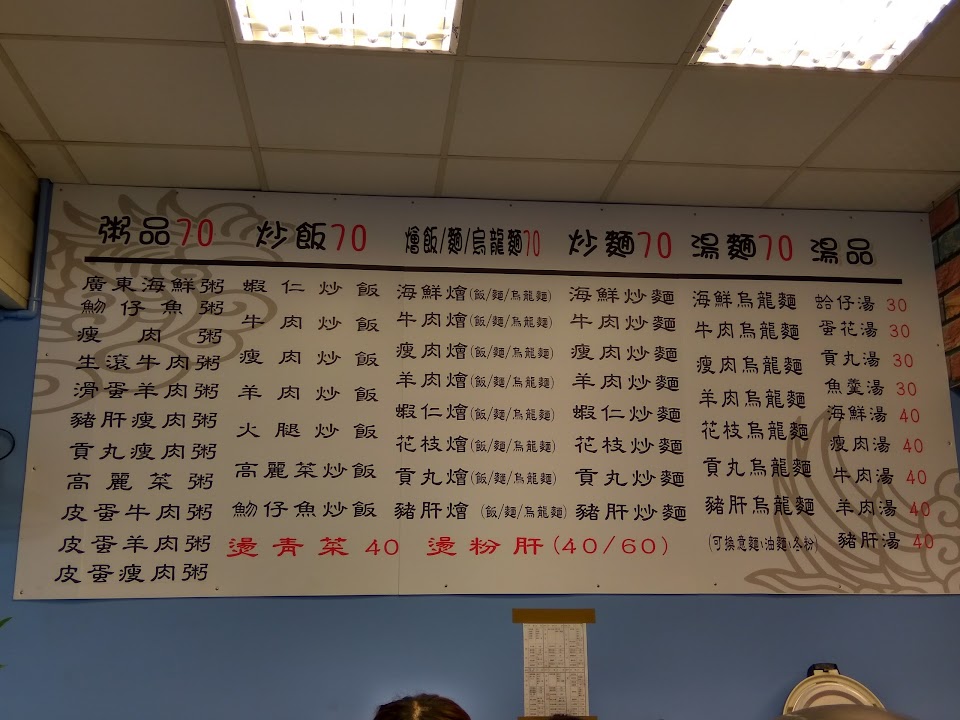 粥品70
廣東海鮮粥
魩仔魚粥
瘦肉粥
生滾牛肉粥
滑蛋羊肉粥
豬肝瘦肉粥
貢丸瘦肉粥
高麗菜粥
皮蛋牛肉粥
皮蛋羊肉粥
皮蛋瘦肉粥
炒飯70
蝦仁炒飯
牛肉炒飯
瘦肉炒飯
羊肉炒飯
火腿炒飯
高麗菜炒飯
魩仔魚炒飯
燴飯/麵/烏龍麵70
海鮮燴(飯/麵/烏龍麵)
牛肉燴(飯/麵/烏龍麵)
瘦肉燴(飯/麵/烏龍麵)
羊肉燴(飯/麵/烏龍麵)
蝦仁燴(飯/麵/烏龍麵)
花枝燴(飯/麵/烏龍麵)
貢丸燴(飯/麵/烏龍麵)
豬肝燴(飯/麵/烏龍麵)
炒麵70
海鮮炒麵
牛肉炒麵
瘦肉炒麵
羊肉炒麵
蝦仁炒麵
花枝炒麵
貢丸炒麵
豬肝炒麵
燙青菜40 燙粉肝(40/60)
湯麵70
海鮮烏龍麵
牛肉烏龍麵
瘦肉烏龍麵
羊肉烏龍麵
花枝烏龍麵
貢丸烏龍麵
豬肝烏龍麵
(可換意麵、油麵、冬粉)
湯品
蛤仔湯 30
蛋花湯 30
貢丸湯 30
魚羹湯 30
海鮮湯 40
瘦肉湯 40
牛肉湯 40
羊肉湯 40
豬肝湯 40